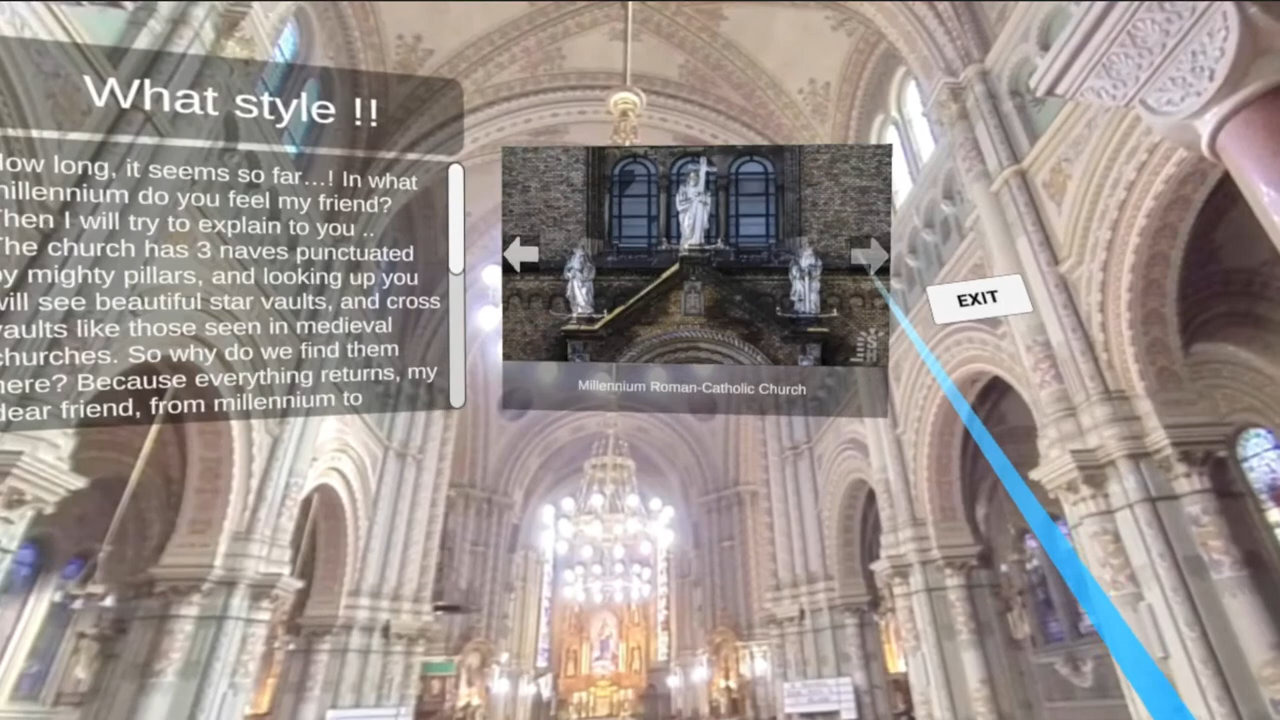 What style !!
How long, it seems so far...! In what
millennium do you feel my friend?
Then I will try to explain to you ..
The church has 3 naves punctuated
by mighty pillars, and looking up you
will see beautiful star vaults, and cross
vaults like those seen in medieval
churches. So why do we find them
here? Because everything returns, my
dear friend, from millennium to
Millennium Roman-Catholic Church
EXIT